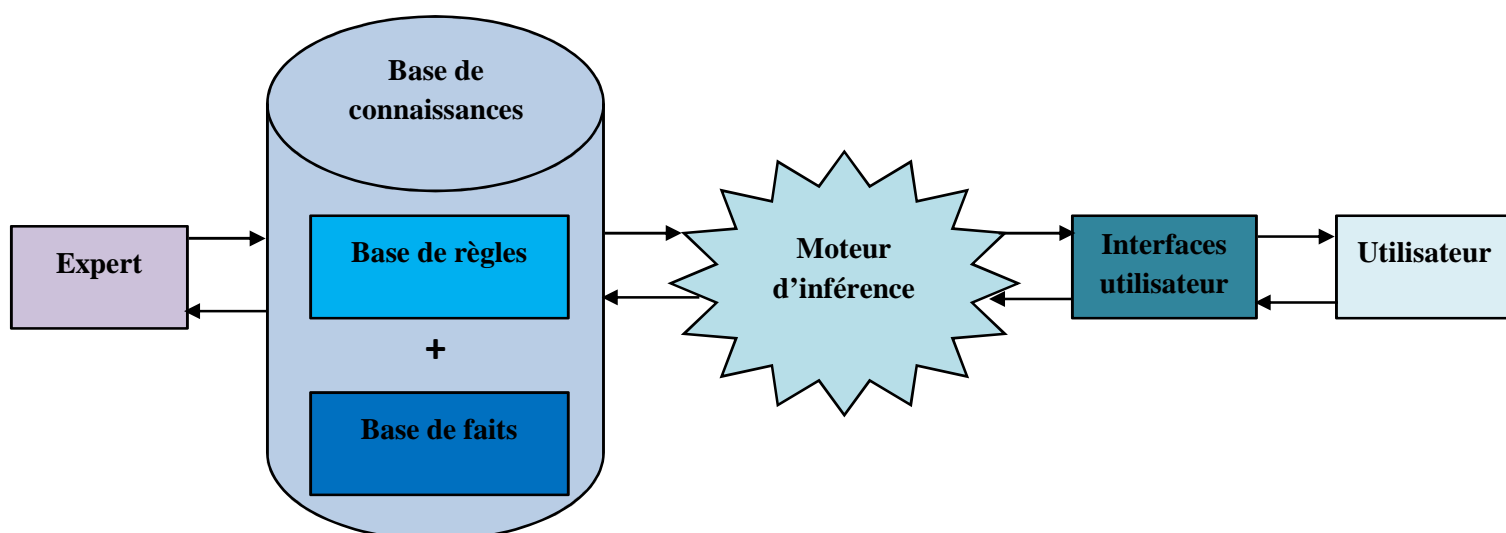 Base de
connaissances
Expert
Base de règles
+
Base de faits
Moteur
d'inférence
Interfaces
utilisateur
Utilisateur